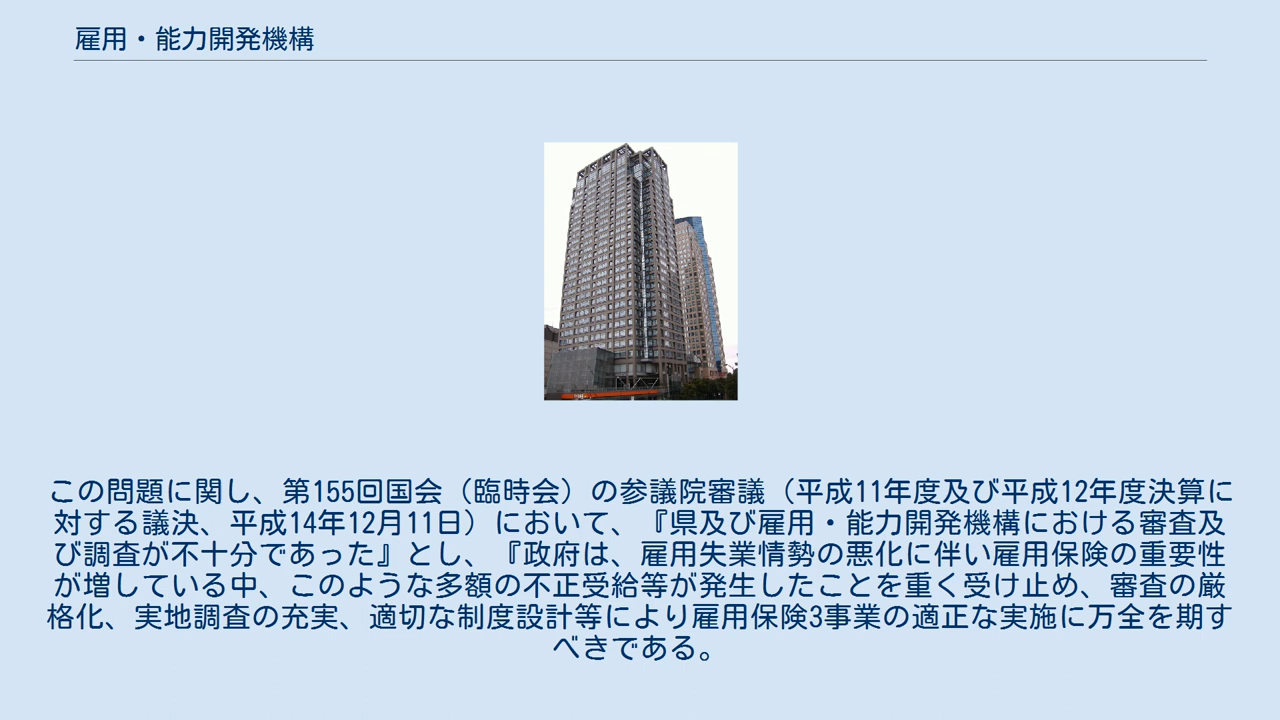 雇用・能力開発機構
この問題に関し、第155回国会（臨時会）の参議院審議（平成11年度及び平成12年度決算に
対する議決、平成14年12月11日）において、『県及び雇用・能力開発機構における審査及
び調査が不十分であった』とし、『政府は、雇用失業情勢の悪化に伴い雇用保険の重要性
が増している中、このような多額の不正受給等が発生したことを重く受け止め、審査の厳
格化、実地調査の充実、適切な制度設計等により雇用保険3事業の適正な実施に万全を期す
べきである。